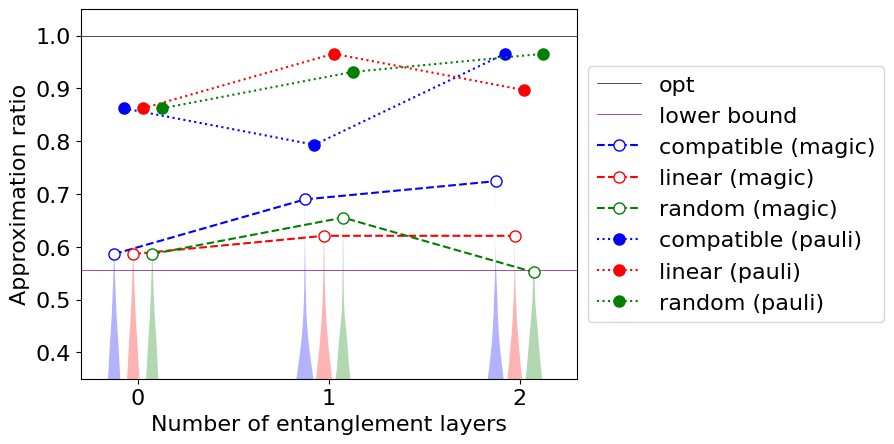 1.0
0.9
0.8
0.7
0.6
0.5
0.4
Approximation ratio
0 1 2
Number of entanglement layers
opt
lower bound
compatible (magic)
linear (magic)
random (magic)
compatible (pauli)
linear (pauli)
random (pauli)